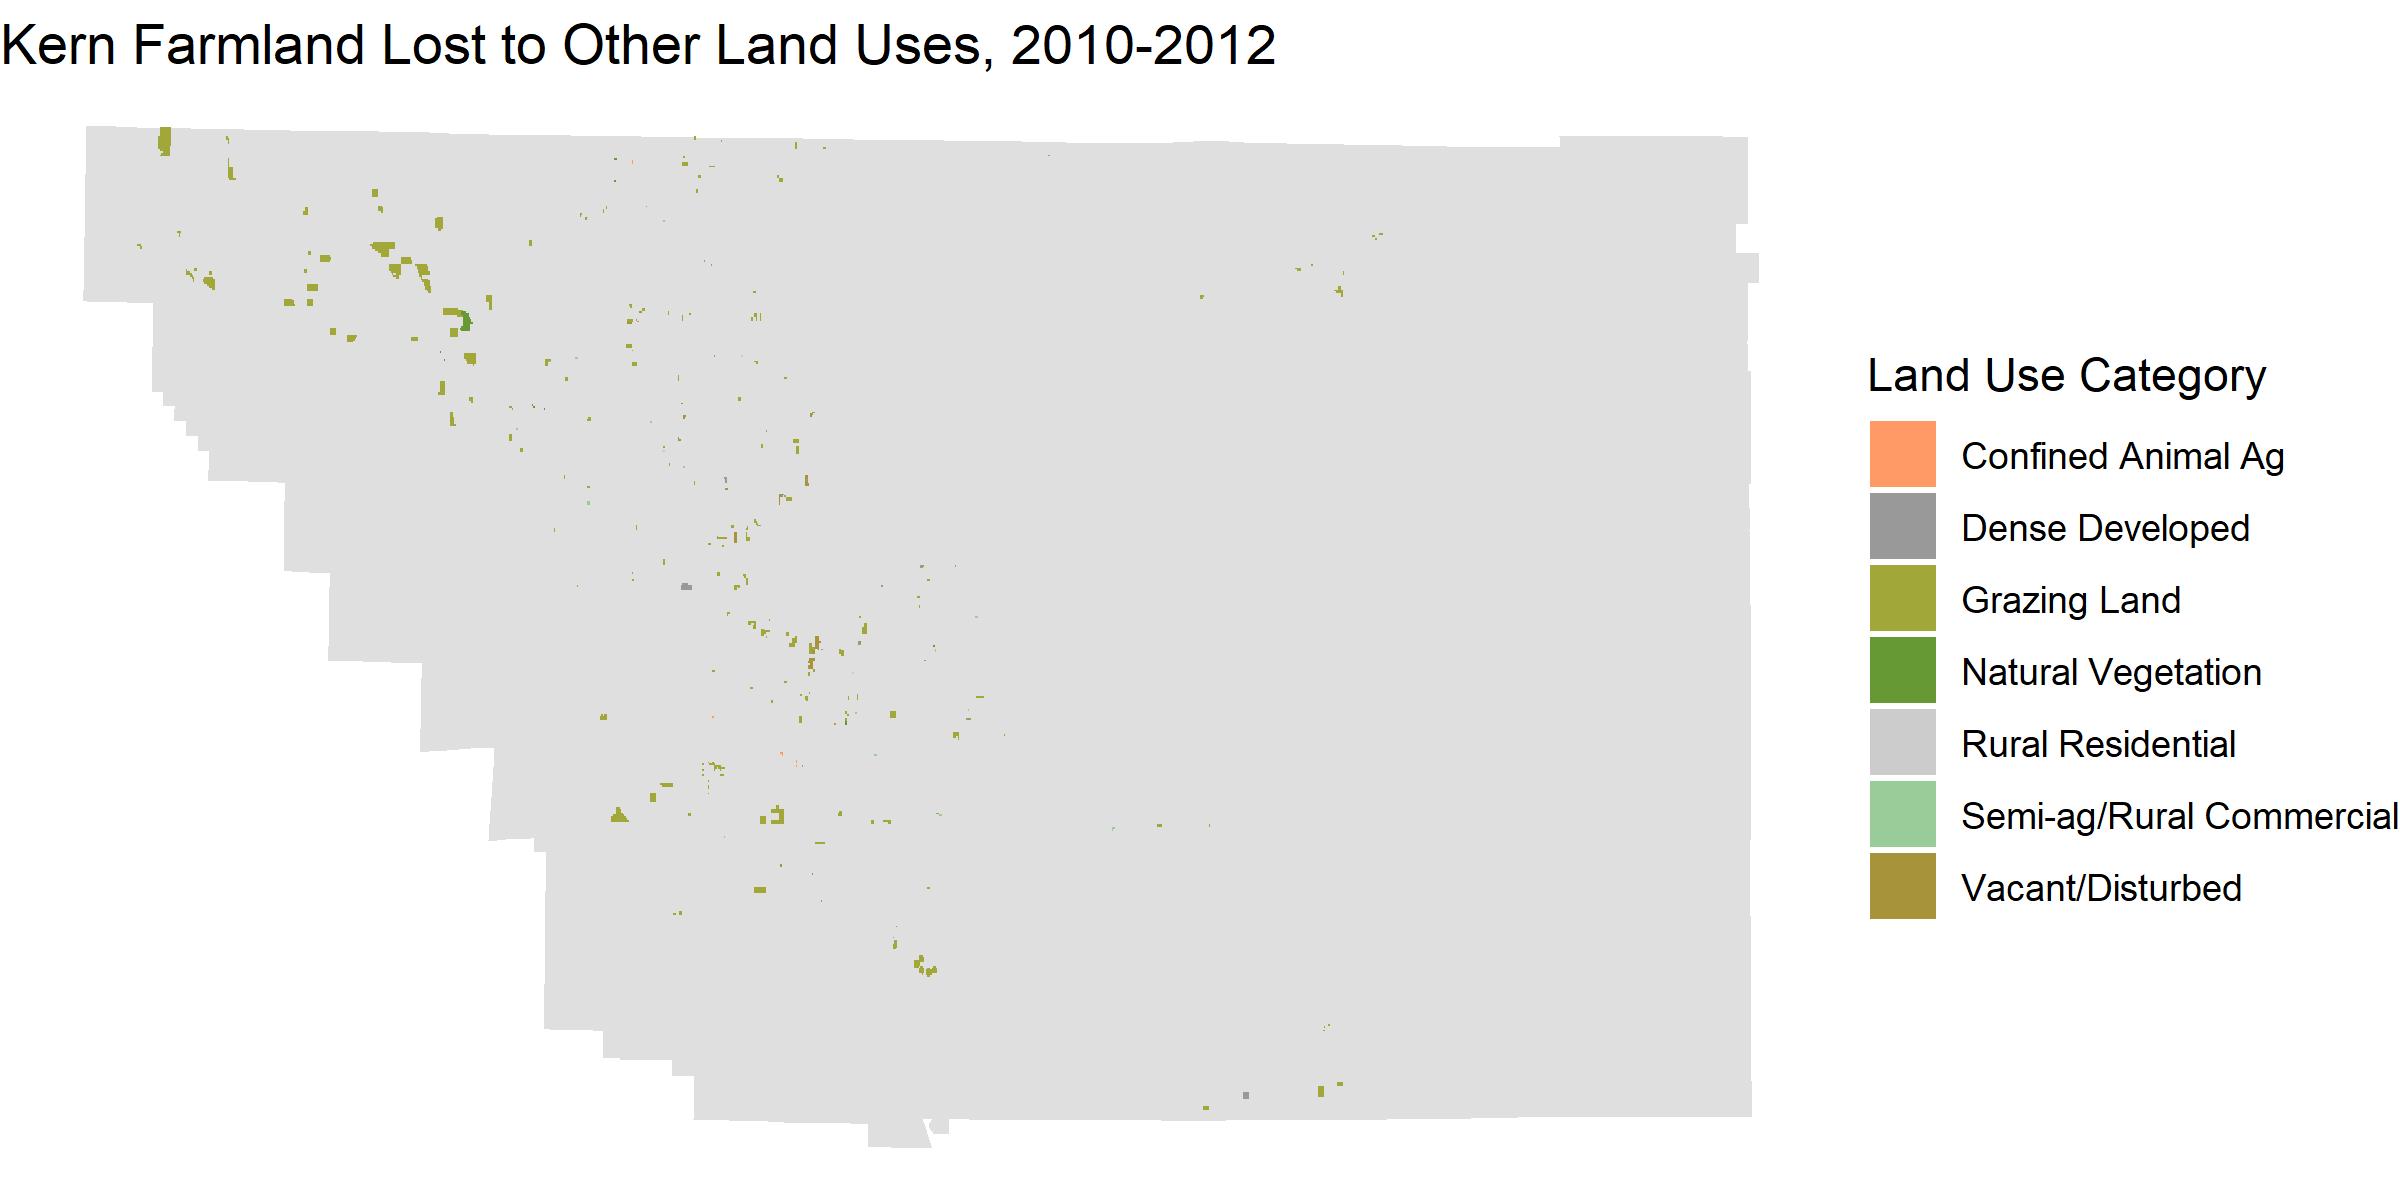 Kern Farmland Lost to Other Land Uses, 2010-2012
Land Use Category
Confined Animal Ag
Dense Developed
Grazing Land
Natural Vegetation
Rural Residential
Semi-ag/Rural Commercial
Vacant/Disturbed